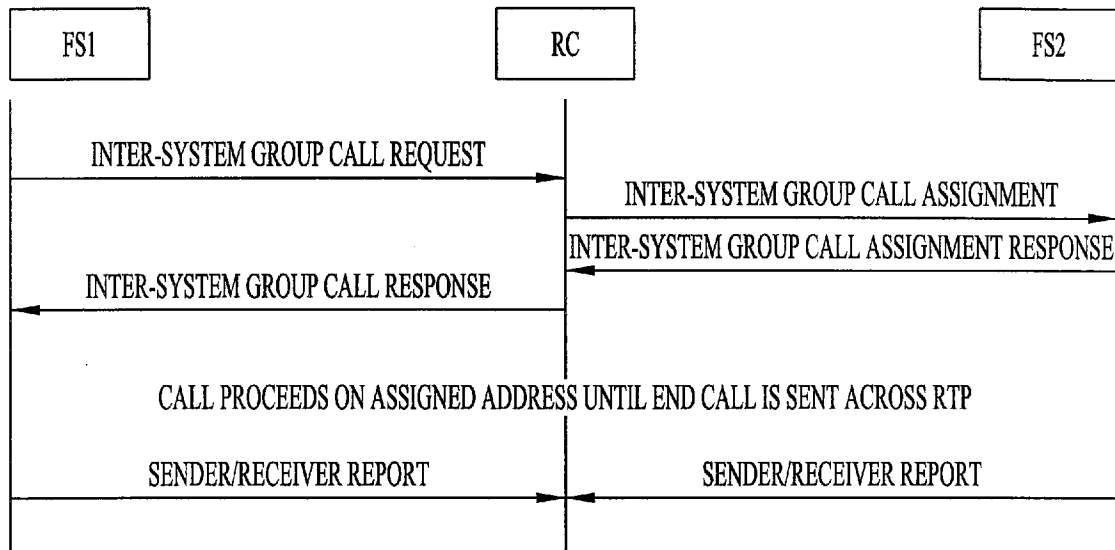 FS1
RC
FS2
INTER-SYSTEM GROUP CALL REQUEST
INTER-SYSTEM GROUP CALL ASSIGNMENT
INTER-SYSTEM GROUP CALL ASSIGNMENT RESPONSE
INTER-SYSTEM GROUP CALL RESPONSE
CALL PROCEEDS ON ASSIGNED ADDRESS UNTIL END CALL IS SENT ACROSS RTP
SENDER/RECEIVER REPORT
SENDER/RECEIVER REPORT